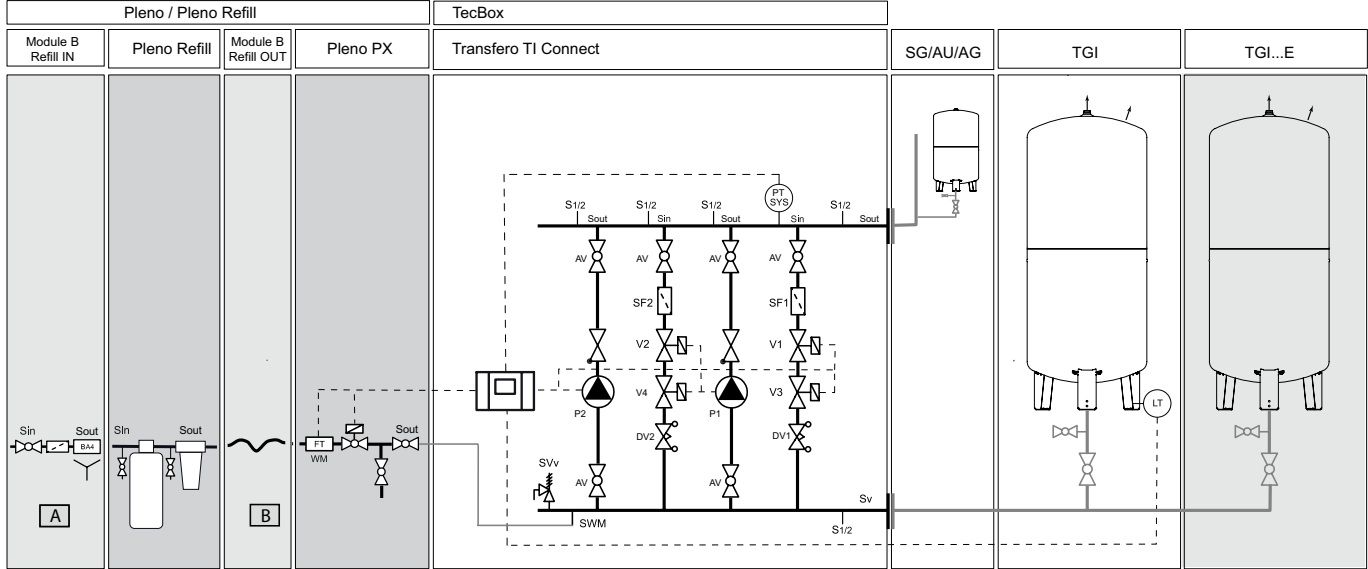 Pleno / Pleno Refill
TecBox
Module B
Refill IN
Pleno Refill
Module B
Refill OUT
Pleno PX
Transfero TI Connect
SG/AU/AG
TGI
TGI...E
PT
SYS
S1/2
S1/2
S1/2
S1/2
Sout
Sin
Sout
Sin
Sout
AV
AV
AV
AV
SF2
SF1
V2
V1
V4
V3
P2
P1
LT
DV2
DV1
Sin
Sout
BA4
SIn
Sout
FT
WM
Sout
SVv
AV
AV
Sv
A
B
SWM
S1/2